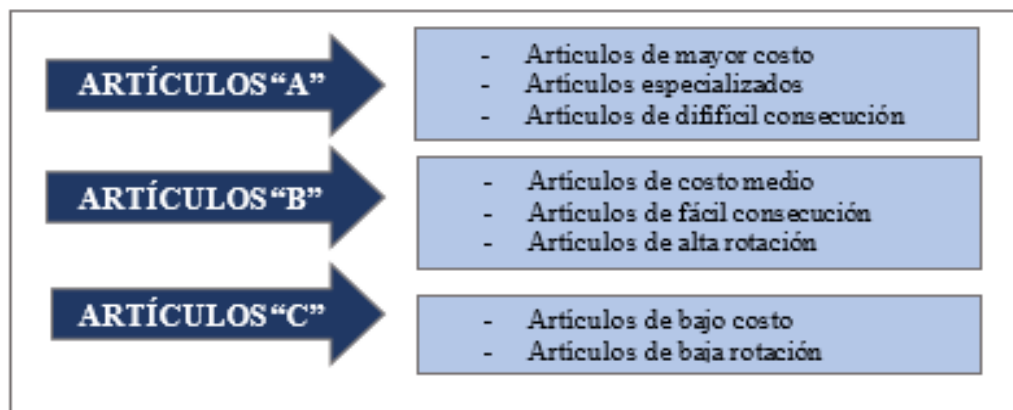 ARTÍCULOS “A”
- Artículos de mayor costo
- Artículos especializados
- Artículos de difífícil consecución
ARTÍCULOS “B”
- Artículos de costo medio
- Artículos de fácil consecución
- Artículos de alta rotación
ARTÍCULOS “C”
- Artículos de bajo costo
- Artículos de baja rotación